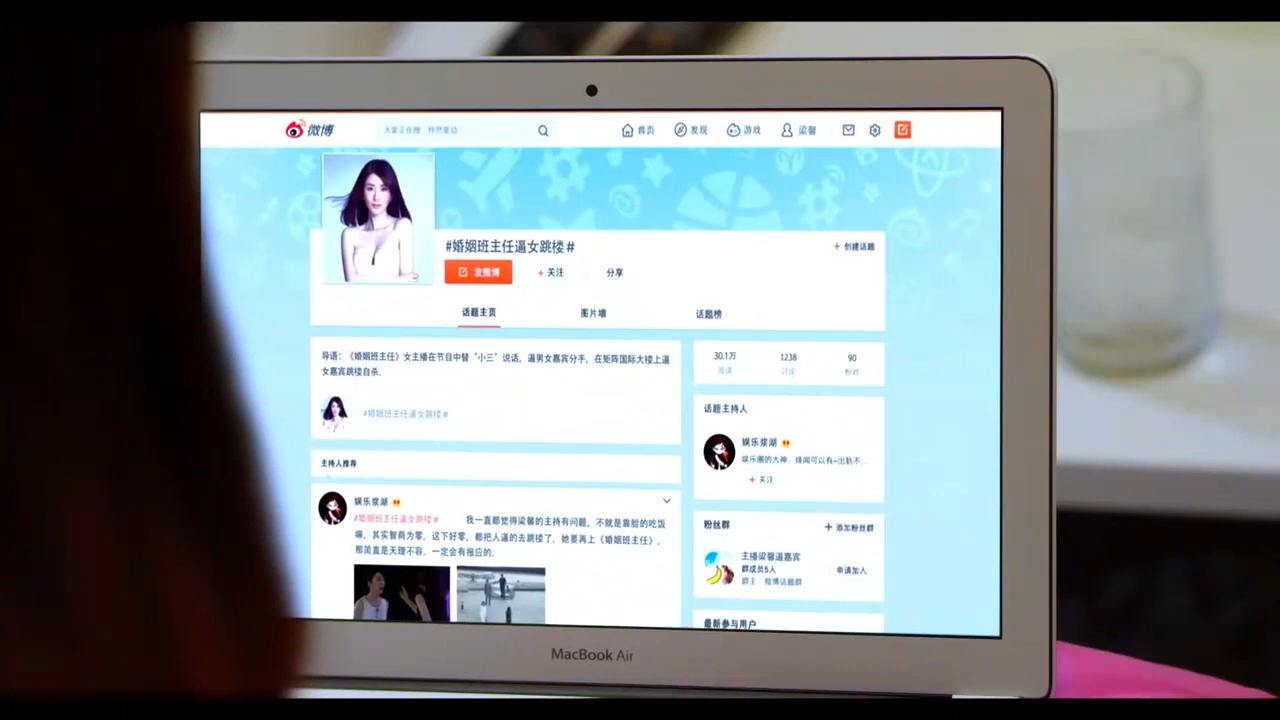 微博
大家正在搜：怦然星动
首页
发现
游戏
梁馨
#婚姻班主任逼女跳楼#
+ 创建话题
发微博
+ 关注
分享
话题主页
图片墙
话题榜
导语：《婚姻班主任》女主播在节目中替“小三”说话，逼男女嘉宾分手，在矩阵国际大楼上逼
女嘉宾跳楼自杀。
#婚姻班主任逼女跳楼#
30.1万
1238
90
阅读
讨论
粉丝
话题主持人
娱乐浆湖
娱乐圈的大神，绯闻可以有~出轨不...
+ 关注
主持人推荐
娱乐浆湖
#婚姻班主任逼女跳楼# 我一直都觉得梁馨的主持有问题，不就是靠脸的吃饭
嘛，其实智商为零，这下好零，都把人逼的去跳楼了，她要再上《婚姻班主任》，
那简直是天理不容，一定会有报应的。
粉丝群
+ 添加粉丝群
主播梁馨逼嘉宾
群成员5人
群主：微博话题群
申请加入
最新参与用户
MacBook Air